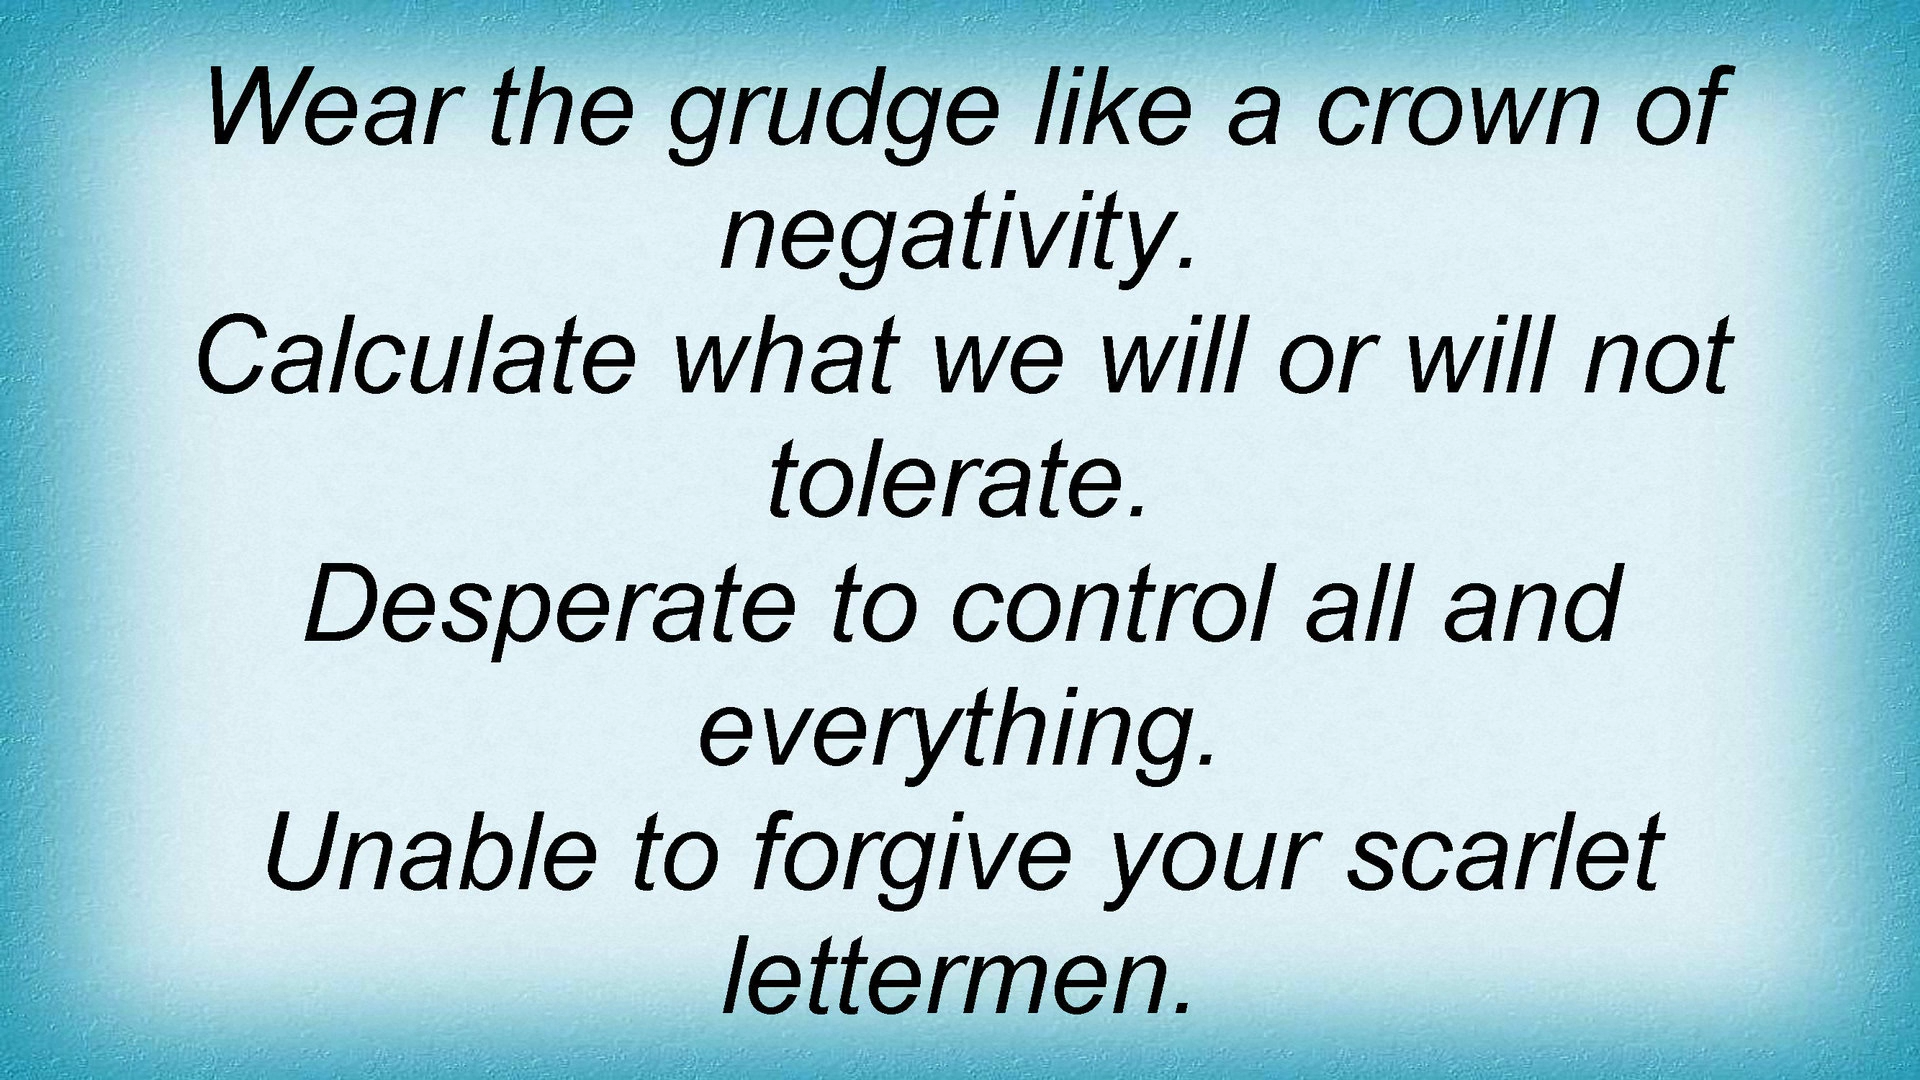 Wear the grudge like a crown of
negativity.
Calculate what we will or will not
tolerate.
Desperate to control all and
everything.
Unable to forgive your scarlet
lettermen.